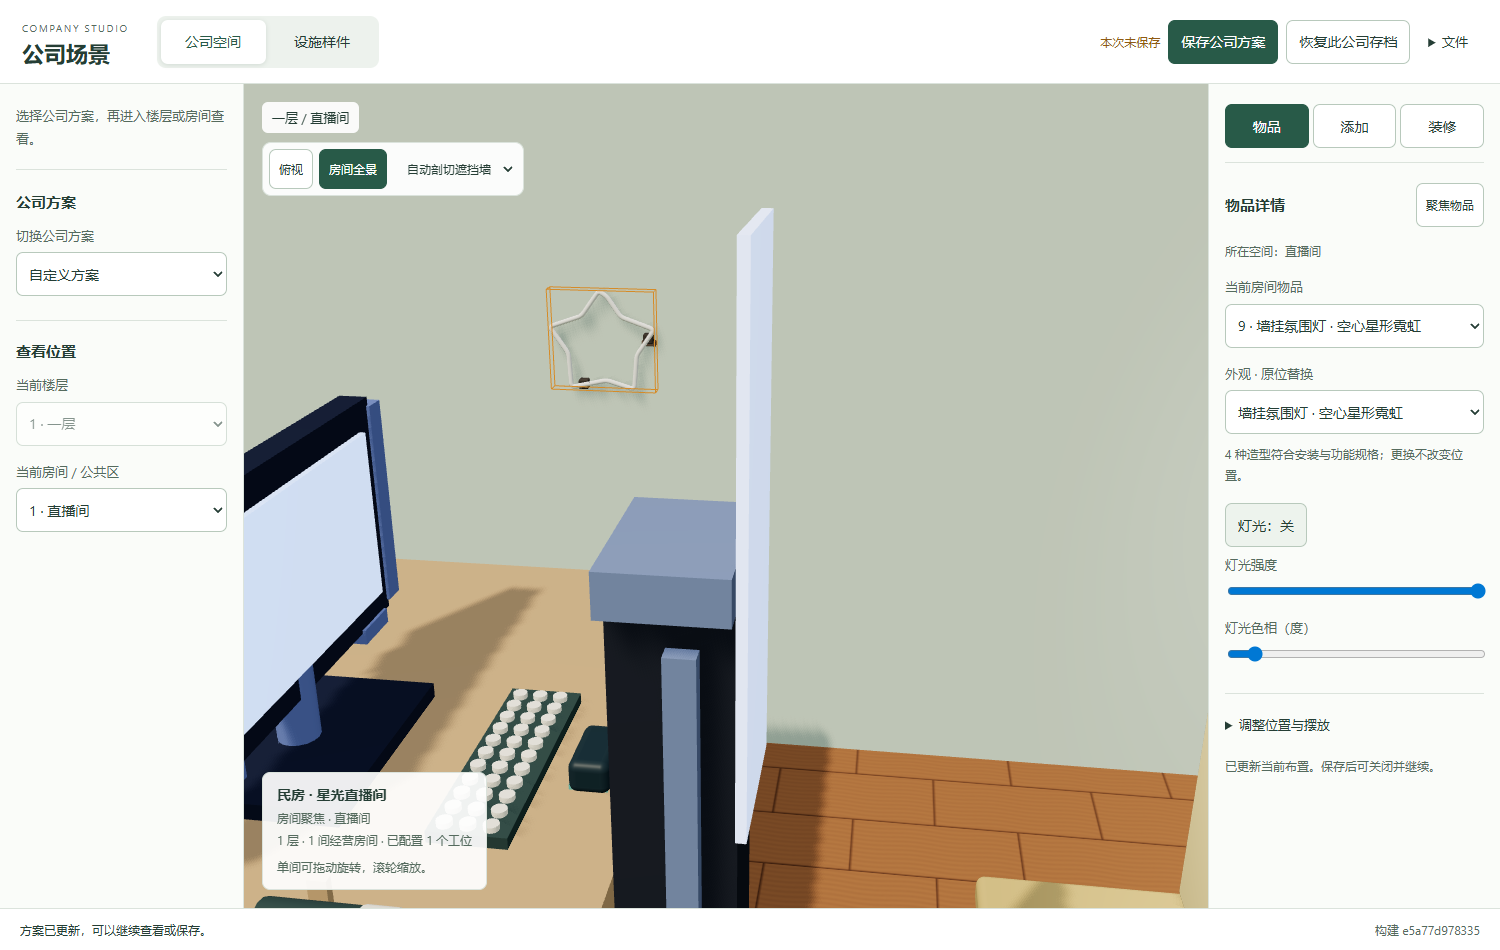 COMPANY STUDIO
公司场景
公司空间
设施样件
本次未保存
保存公司方案
恢复此公司存档
文件
选择公司方案，再进入楼层或房间查
看。
公司方案
切换公司方案
自定义方案
查看位置
当前楼层
1 · 一层
当前房间 / 公共区
1 · 直播间
一层 / 直播间
俯视
房间全景
自动剖切遮挡墙
民房 · 星光直播间
房间聚焦 · 直播间
1 层 · 1 间经营房间 · 已配置 1 个工位
单间可拖动旋转，滚轮缩放。
物品
添加
装修
物品详情
聚焦物品
所在空间：直播间
当前房间物品
9 · 墙挂氛围灯 · 空心星形霓虹
外观 · 原位替换
墙挂氛围灯 · 空心星形霓虹
4 种造型符合安装与功能规格；更换不改变位
置。
灯光：关
灯光强度
灯光色相（度）
调整位置与摆放
已更新当前布置。保存后可关闭并继续。
方案已更新，可以继续查看或保存。
构建 e5a77d978335